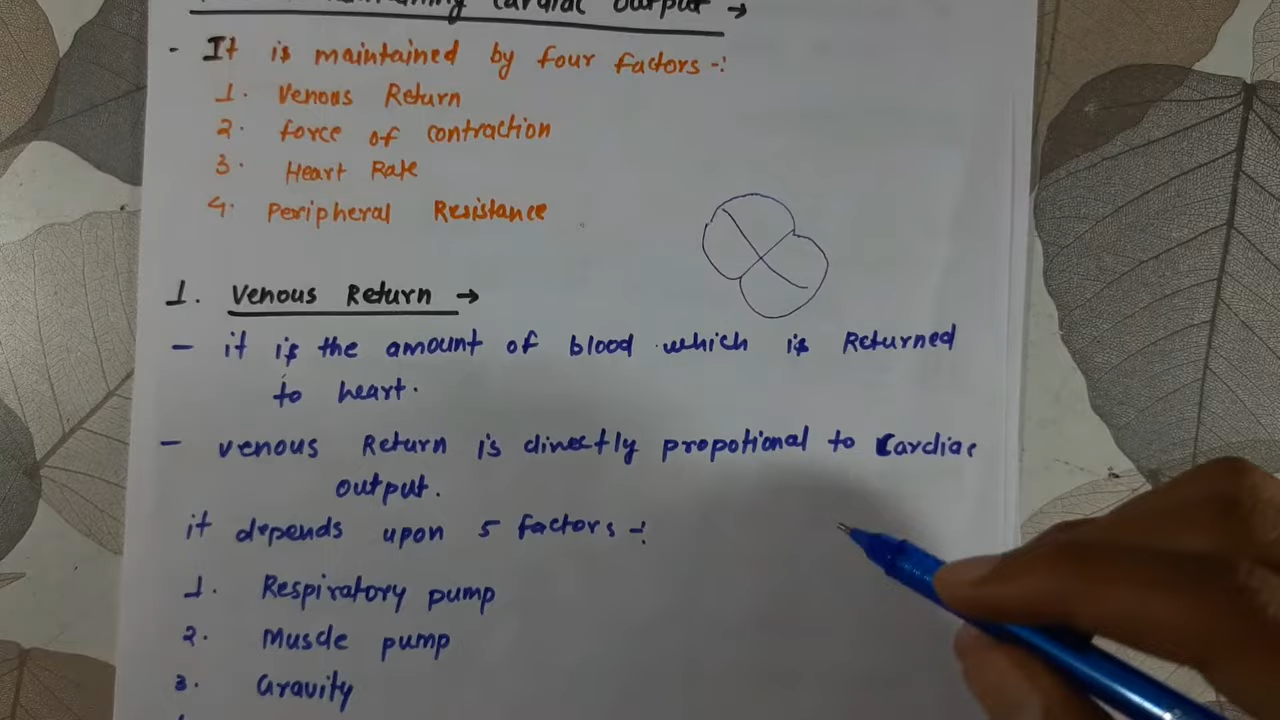 Cardiac output →
- It is maintained by four factors -:
1. Venous Return
2. force of contraction
3. Heart Rate
4. Peripheral Resistance
1. Venous Return →
- it is the amount of blood which is Returned
to heart.
- venous Return is directly propotional to Cardiac
output.
it depends upon 5 factors -:
1. Respiratory pump
2. Muscle pump
3. Gravity